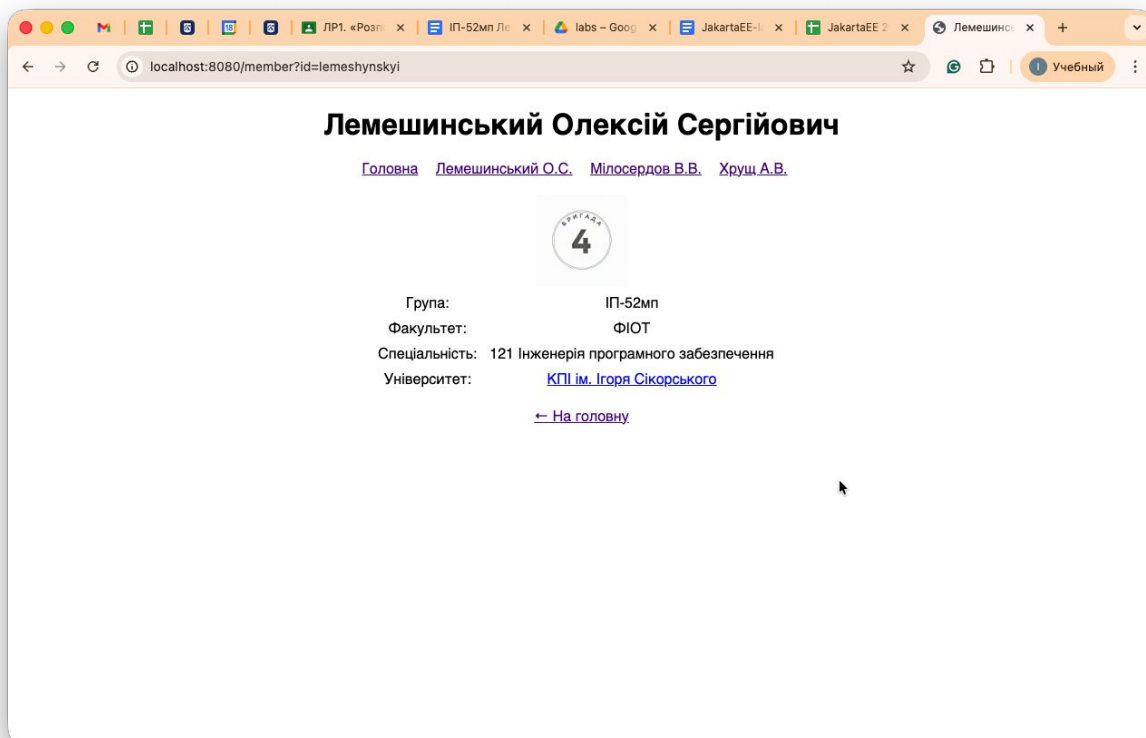 ЛР1. «Розп
ІП-52мп Ле
labs – Goog
JakartaEE-l
JakartaEE 2
Лемешинсь
localhost:8080/member?id=lemeshynskyi
Учебный
Лемешинський Олексій Сергійович
Головна Лемешинський О.С. Мілосердов В.В. Хрущ А.В.
БРИГАДА
4
Група: ІП-52мп
Факультет: ФІОТ
Спеціальність: 121 Інженерія програмного забезпечення
Університет: КПІ ім. Ігоря Сікорського
← На головну